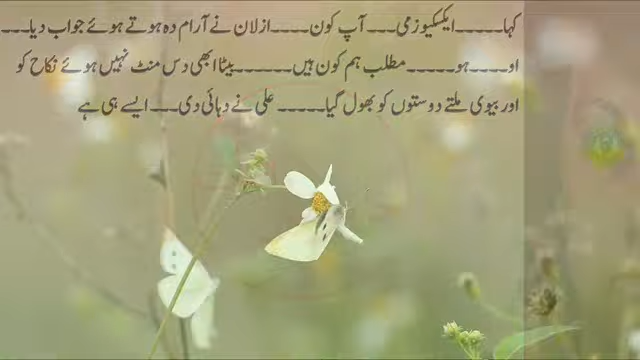 کہا۔۔۔۔۔ ایکسکیوزمی۔۔۔ آپ کون۔۔۔۔ ازلان نے آرام دہ ہوتے ہوئے جواب دیا۔۔۔
او۔۔۔۔ہو۔۔۔۔۔ مطلب ہم کون ہیں۔۔۔۔۔۔ بیٹا ابھی دس منٹ نہیں ہوئے نکاح کو
اور بیوی ملتے دوستوں کو بھول گیا۔۔۔۔۔ علی نے دہائی دی۔۔۔ ایسے ہی ہے